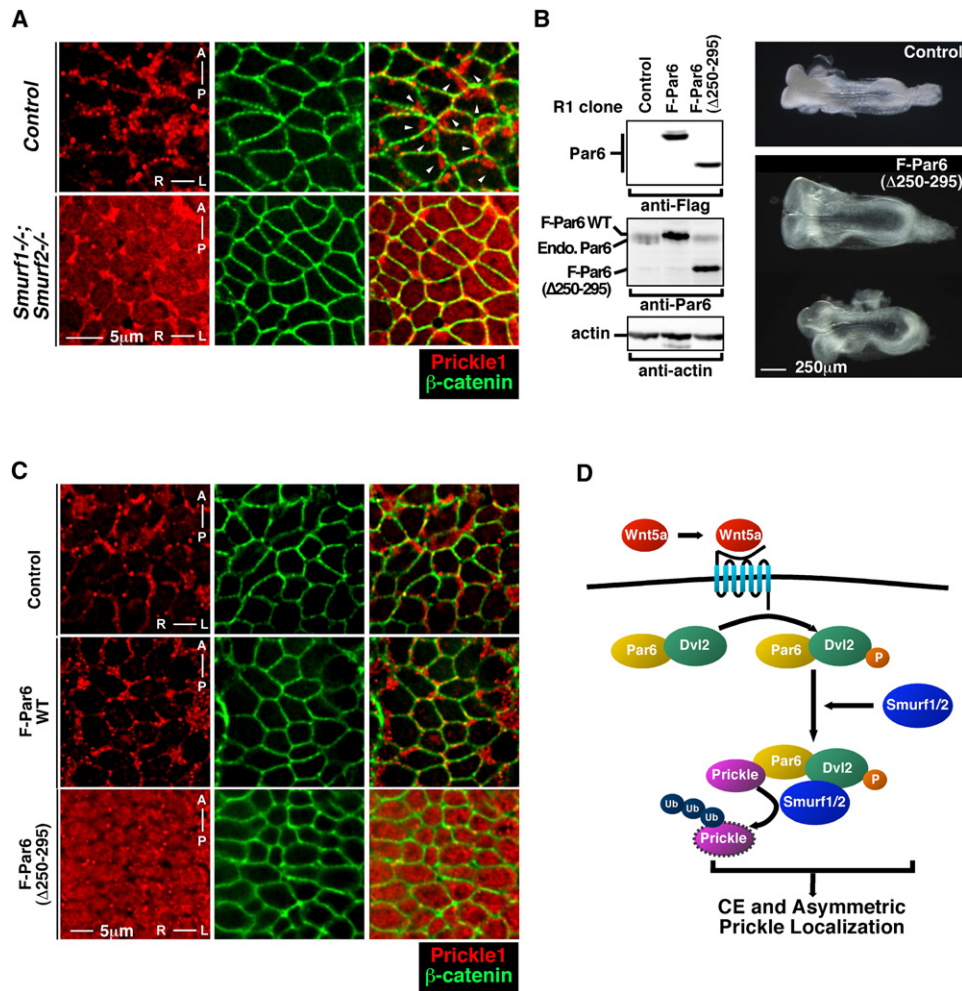 A
Control
A
P
R L
Smurf1-/-;
Smurf2-/-
A
P
5µm
R L
Prickle1
β-catenin
B
R1 clone
Control
F-Par6
F-Par6
(Δ250-295)
Par6
anti-Flag
F-Par6 WT
Endo. Par6
F-Par6
(Δ250-295)
anti-Par6
actin
anti-actin
Control
F-Par6
(Δ250-295)
250µm
C
Control
A
P
R L
F-Par6
WT
A
P
F-Par6
(Δ250-295)
A
P
5µm
R L
Prickle1
β-catenin
D
Wnt5a
Wnt5a
Par6
Dvl2
Par6
Dvl2
P
Smurf1/2
Par6
Dvl2
P
Prickle
Smurf1/2
Ub
Ub
Ub
Prickle
CE and Asymmetric
Prickle Localization